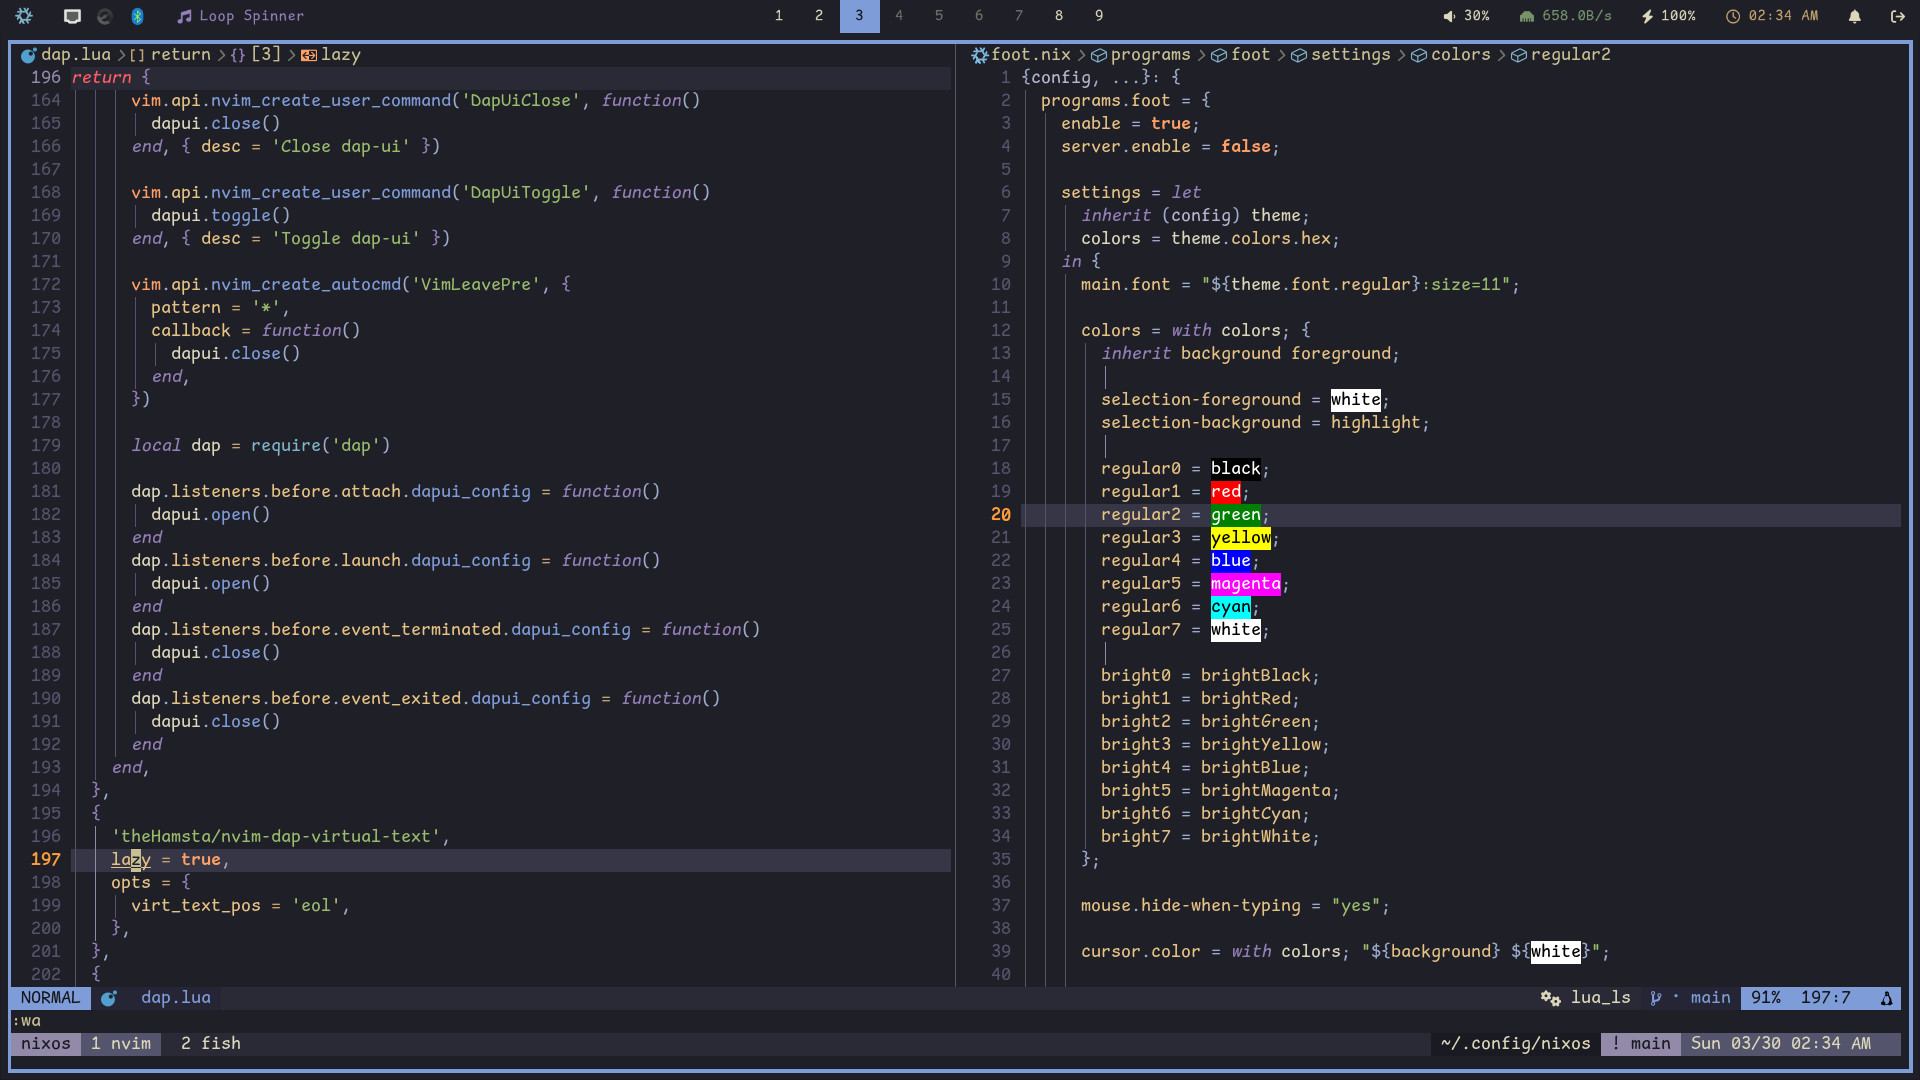 Loop Spinner 1 2 3 4 5 6 7 8 9 30% 658.0B/s 100% 02:34 AM
dap.lua > [] return > {} [3] > lazy
196 return {
164 vim.api.nvim_create_user_command('DapUiClose', function()
165 dapui.close()
166 end, { desc = 'Close dap-ui' })
167
168 vim.api.nvim_create_user_command('DapUiToggle', function()
169 dapui.toggle()
170 end, { desc = 'Toggle dap-ui' })
171
172 vim.api.nvim_create_autocmd('VimLeavePre', {
173 pattern = '*',
174 callback = function()
175 dapui.close()
176 end,
177 })
178
179 local dap = require('dap')
180
181 dap.listeners.before.attach.dapui_config = function()
182 dapui.open()
183 end
184 dap.listeners.before.launch.dapui_config = function()
185 dapui.open()
186 end
187 dap.listeners.before.event_terminated.dapui_config = function()
188 dapui.close()
189 end
190 dap.listeners.before.event_exited.dapui_config = function()
191 dapui.close()
192 end
193 end,
194 },
195 {
196 'theHamsta/nvim-dap-virtual-text',
197 lazy = true,
198 opts = {
199 virt_text_pos = 'eol',
200 },
201 },
202 {
foot.nix > programs > foot > settings > colors > regular2
1 {config, ...}: {
2 programs.foot = {
3 enable = true;
4 server.enable = false;
5
6 settings = let
7 inherit (config) theme;
8 colors = theme.colors.hex;
9 in {
10 main.font = "${theme.font.regular}:size=11";
11
12 colors = with colors; {
13 inherit background foreground;
14
15 selection-foreground = white;
16 selection-background = highlight;
17
18 regular0 = black;
19 regular1 = red;
20 regular2 = green;
21 regular3 = yellow;
22 regular4 = blue;
23 regular5 = magenta;
24 regular6 = cyan;
25 regular7 = white;
26
27 bright0 = brightBlack;
28 bright1 = brightRed;
29 bright2 = brightGreen;
30 bright3 = brightYellow;
31 bright4 = brightBlue;
32 bright5 = brightMagenta;
33 bright6 = brightCyan;
34 bright7 = brightWhite;
35 };
36
37 mouse.hide-when-typing = "yes";
38
39 cursor.color = with colors; "${background} ${white}";
40
NORMAL dap.lua lua_ls main 91% 197:7
:wa
nixos 1 nvim 2 fish ~/.config/nixos ! main Sun 03/30 02:34 AM